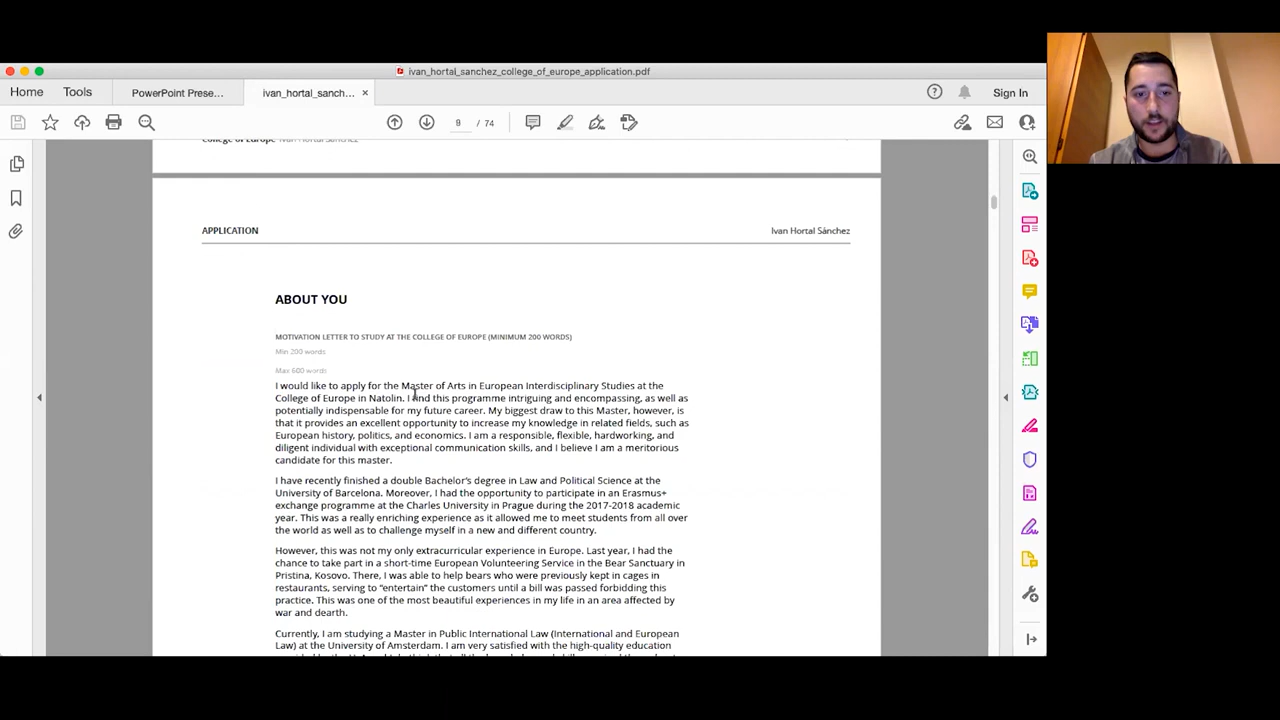 ivan_hortal_sanchez_college_of_europe_application.pdf
Home Tools PowerPoint Prese... ivan_hortal_sanch... × Sign In
9 / 74
College of Europe Ivan Hortal Sánchez
APPLICATION Ivan Hortal Sánchez
ABOUT YOU
MOTIVATION LETTER TO STUDY AT THE COLLEGE OF EUROPE (MINIMUM 200 WORDS)
Min 200 words
Max 600 words
I would like to apply for the Master of Arts in European Interdisciplinary Studies at the
College of Europe in Natolin. I find this programme intriguing and encompassing, as well as
potentially indispensable for my future career. My biggest draw to this Master, however, is
that it provides an excellent opportunity to increase my knowledge in related fields, such as
European history, politics, and economics. I am a responsible, flexible, hardworking, and
diligent individual with exceptional communication skills, and I believe I am a meritorious
candidate for this master.
I have recently finished a double Bachelor's degree in Law and Political Science at the
University of Barcelona. Moreover, I had the opportunity to participate in an Erasmus+
exchange programme at the Charles University in Prague during the 2017-2018 academic
year. This was a really enriching experience as it allowed me to meet students from all over
the world as well as to challenge myself in a new and different country.
However, this was not my only extracurricular experience in Europe. Last year, I had the
chance to take part in a short-time European Volunteering Service in the Bear Sanctuary in
Pristina, Kosovo. There, I was able to help bears who were previously kept in cages in
restaurants, serving to "entertain" the customers until a bill was passed forbidding this
practice. This was one of the most beautiful experiences in my life in an area affected by
war and dearth.
Currently, I am studying a Master in Public International Law (International and European
Law) at the University of Amsterdam. I am very satisfied with the high-quality education